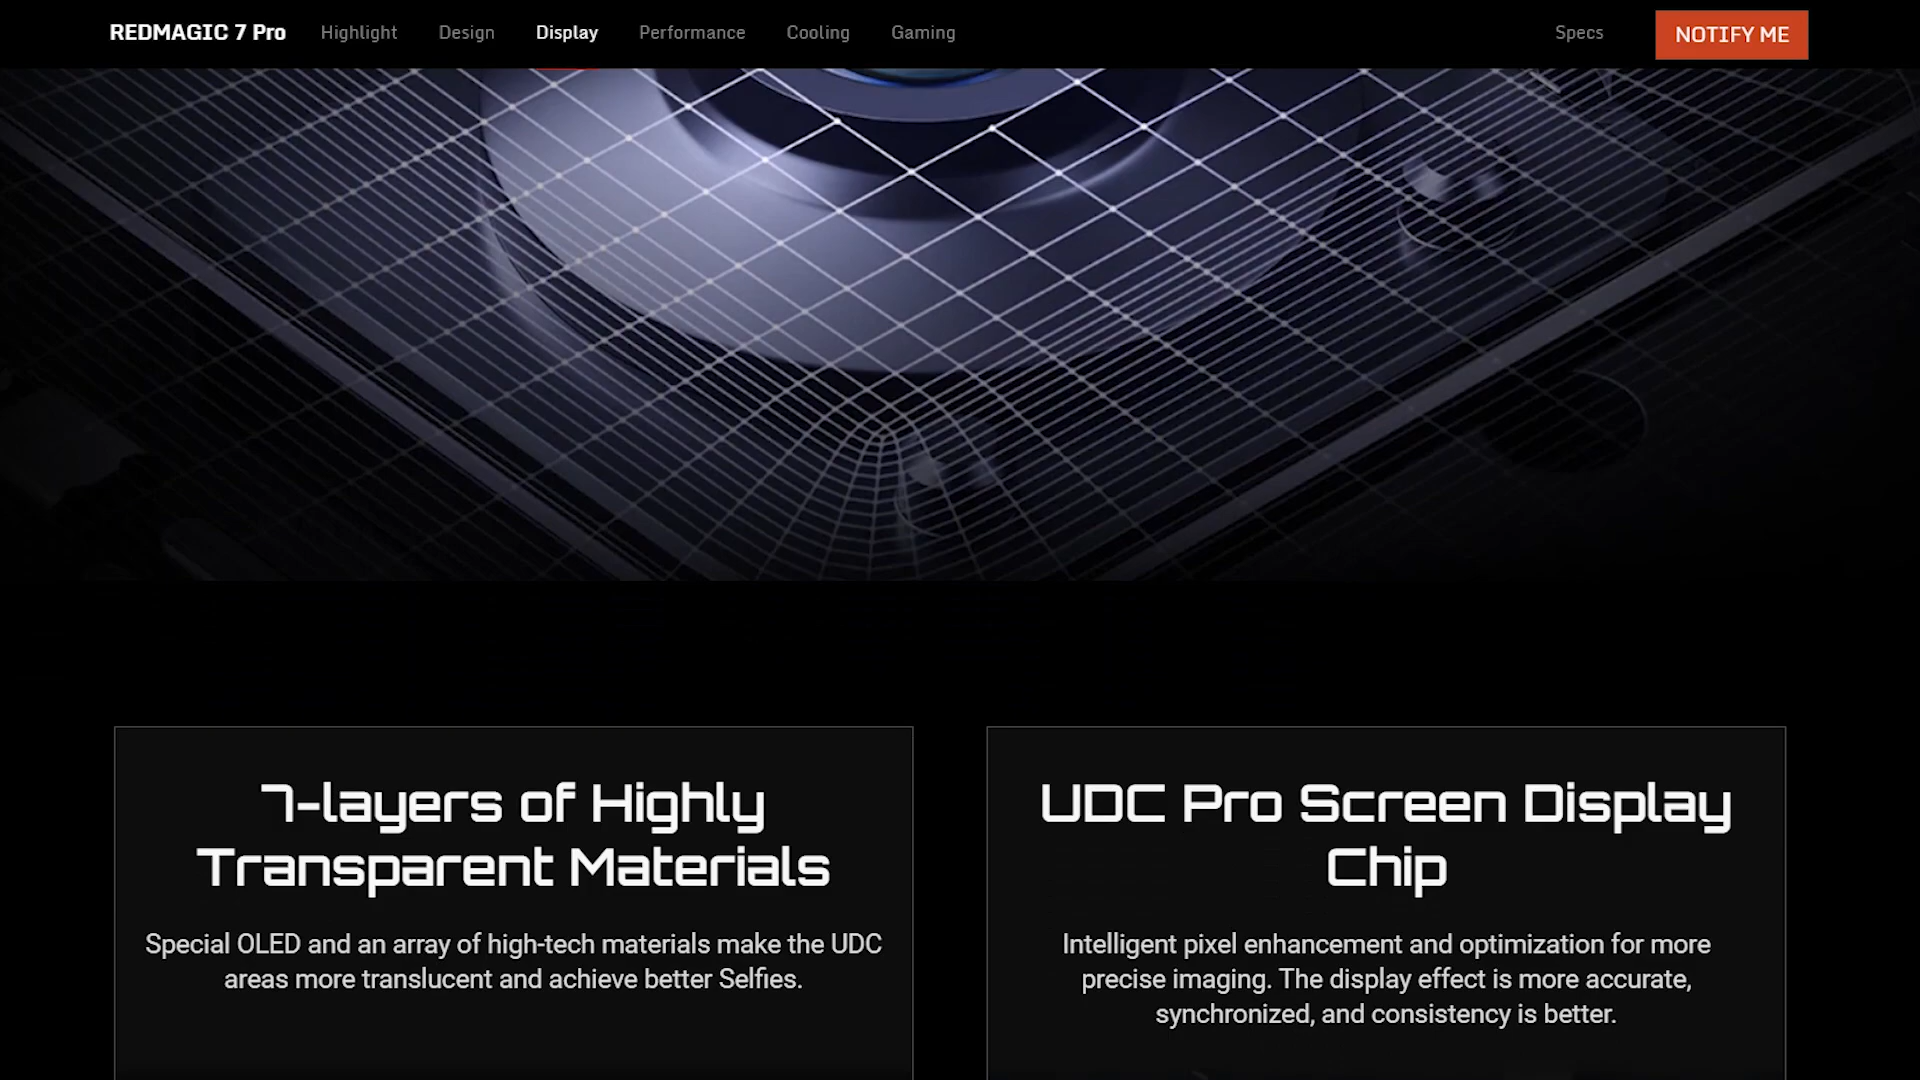 REDMAGIC 7 Pro Highlight Design Display Performance Cooling Gaming Specs NOTIFY ME
7-layers of Highly
Transparent Materials
Special OLED and an array of high-tech materials make the UDC
areas more translucent and achieve better Selfies.
UDC Pro Screen Display
Chip
Intelligent pixel enhancement and optimization for more
precise imaging. The display effect is more accurate,
synchronized, and consistency is better.